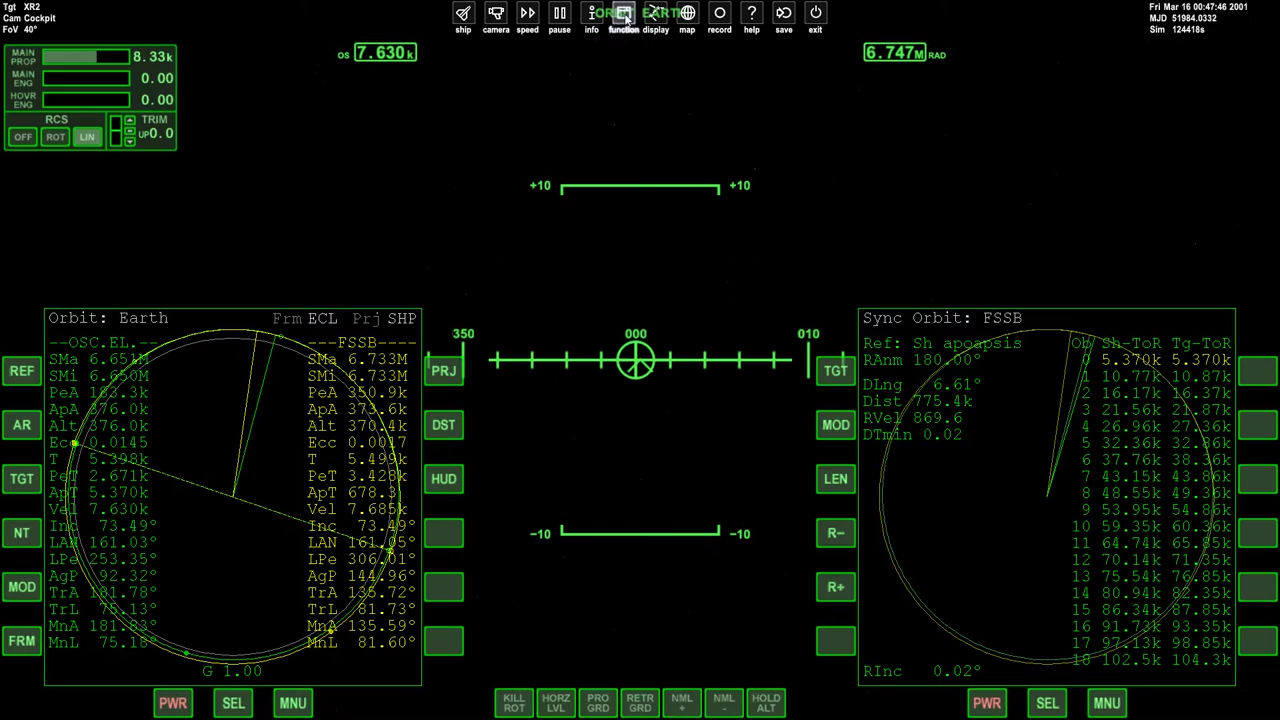 Tgt XR2
Cam Cockpit
FoV 40°
ORBIT EARTH
ship camera speed pause info function display map record help save exit
Fri Mar 16 00:47:46 2001
MJD 51984.0332
Sim 124418s
MAIN PROP 8.33k
MAIN ENG 0.00
HOVR ENG 0.00
RCS TRIM
OFF ROT LIN UP 0.0
OS 7.630k
6.747M RAD
+10 +10
350 000 010
-10 -10
Orbit: Earth Frm ECL Prj SHP
--OSC.EL.-- ---FSSB----
SMa 6.651M SMa 6.733M
SMi 6.650M SMi 6.733M
PeA 183.3k PeA 350.9k
ApA 376.0k ApA 373.6k
Alt 376.0k Alt 370.4k
Ecc 0.0145 Ecc 0.0017
T 5.398k T 5.499k
PeT 2.671k PeT 3.428k
ApT 5.370k ApT 678.3
Vel 7.630k Vel 7.685k
Inc 73.49° Inc 73.49°
LAN 161.03° LAN
LPe 253.35° LPe 306.01°
AgP 92.32° AgP 144.96°
TrA 181.78° TrA 135.72°
TrL 75.13° TrL 81.73°
MnA 181.83° MnA 135.59°
MnL 75.18° MnL 81.60°
G 1.00
REF
AR
TGT
NT
MOD
FRM
PRJ
DST
HUD
PWR SEL MNU
KILL ROT
HORZ LVL
PRO GRD
RETR GRD
NML +
NML -
HOLD ALT
Sync Orbit: FSSB
Ref: Sh apoapsis
RAnm 180.00°
DLng 6.61°
Dist 775.4k
RVel 869.6
DTmin 0.02
Ob Sh-ToR Tg-ToR
0 5.370k 5.370k
1 10.77k 10.87k
2 16.17k 16.37k
3 21.56k 21.87k
4 26.96k 27.36k
5 32.36k 32.86k
6 37.76k 38.36k
7 43.15k 43.86k
8 48.55k 49.36k
9 53.95k 54.86k
10 59.35k 60.36k
11 64.74k 65.85k
12 70.14k 71.35k
13 75.54k 76.85k
14 80.94k 82.35k
15 86.34k 87.85k
16 91.73k 93.35k
17 97.13k 98.85k
18 102.5k 104.3k
RInc 0.02°
TGT
MOD
LEN
R-
R+
PWR SEL MNU